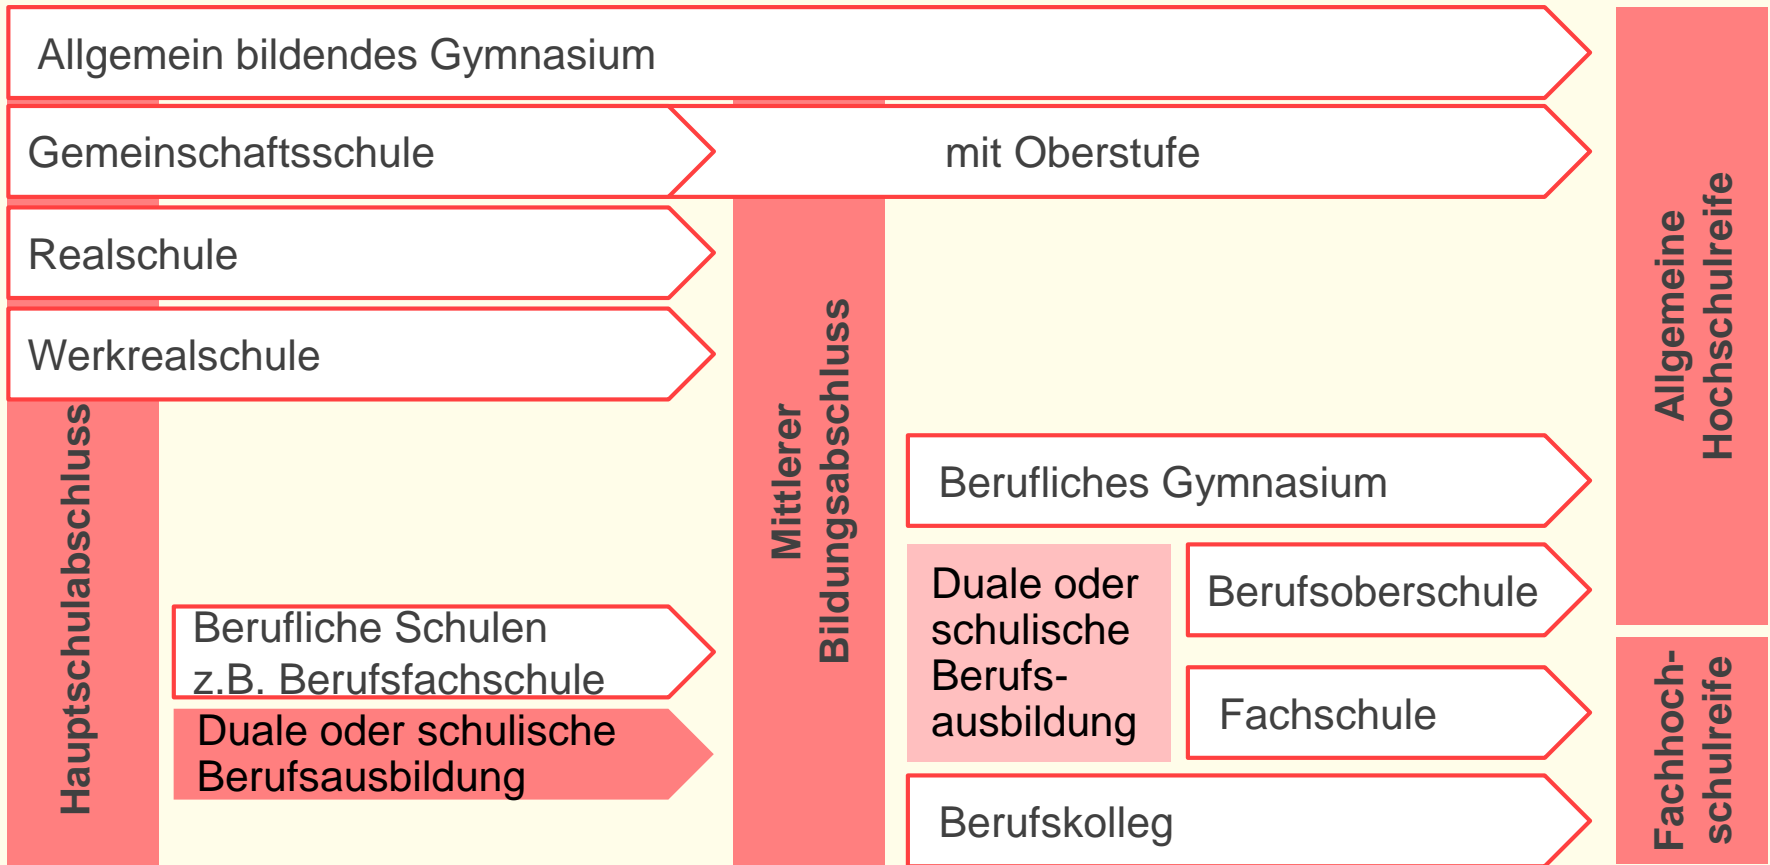 Allgemein bildendes Gymnasium
Gemeinschaftsschule
mit Oberstufe
Realschule
Werkrealschule
Hauptschulabschluss
Berufliche Schulen
z.B. Berufsfachschule
Duale oder schulische
Berufsausbildung
Mittlerer
Bildungsabschluss
Berufliches Gymnasium
Duale oder
schulische
Berufs-
ausbildung
Berufsoberschule
Fachschule
Berufskolleg
Allgemeine
Hochschulreife
Fachhoch-
schulreife